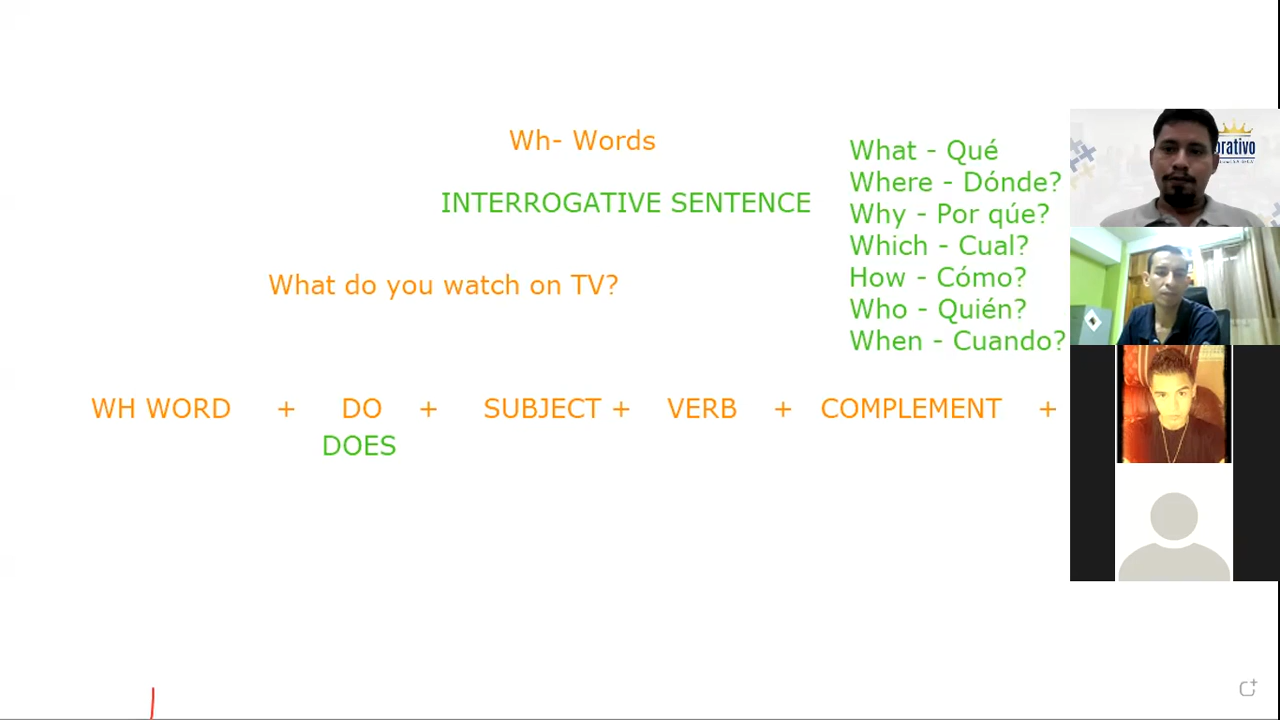 Wh- Words
INTERROGATIVE SENTENCE
What do you watch on TV?
What - Qué
Where - Dónde?
Why - Por qúe?
Which - Cual?
How - Cómo?
Who - Quién?
When - Cuando?
WH WORD + DO + SUBJECT + VERB + COMPLEMENT +
DOES
orativo